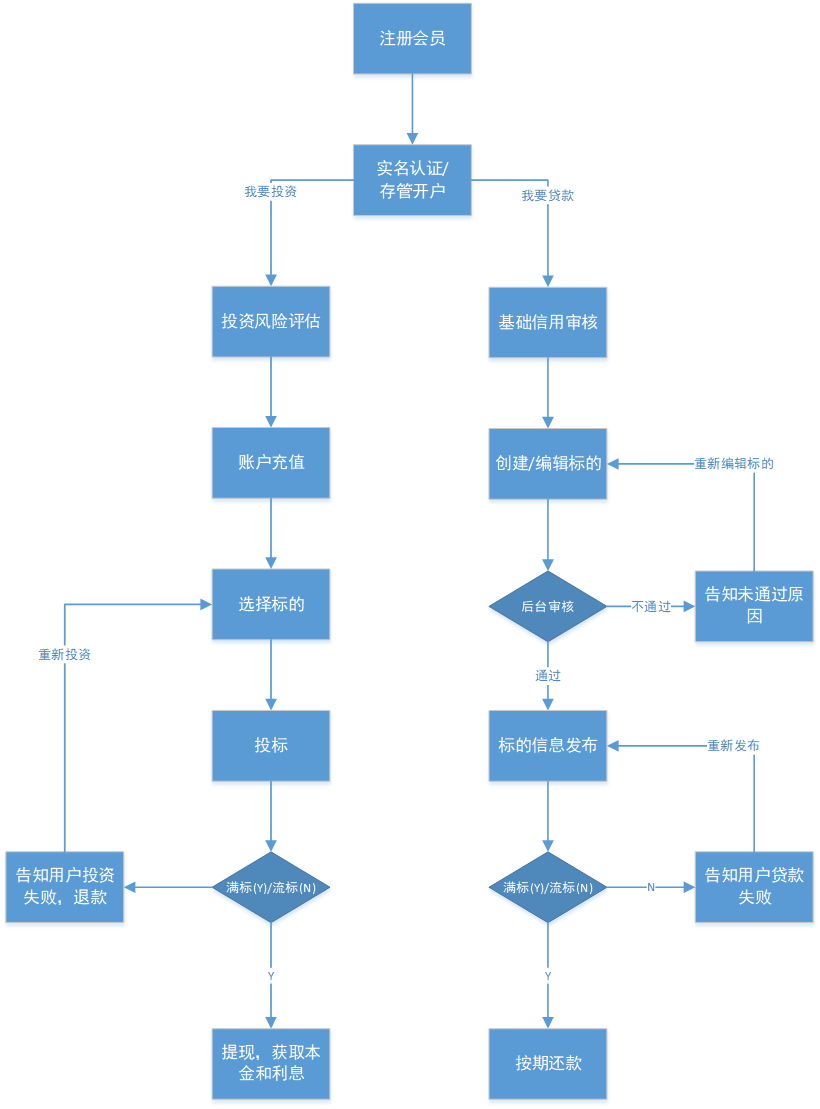 注册会员
实名认证/
存管开户
我要投资
我要贷款
投资风险评估
基础信用审核
账户充值
创建/编辑标的
重新编辑标的
选择标的
后台审核
不通过
告知未通过原
因
重新投资
通过
投标
标的信息发布
重新发布
告知用户投资
失败，退款
满标(Y)/流标(N)
满标(Y)/流标(N)
N
告知用户贷款
失败
Y
Y
提现，获取本
金和利息
按期还款